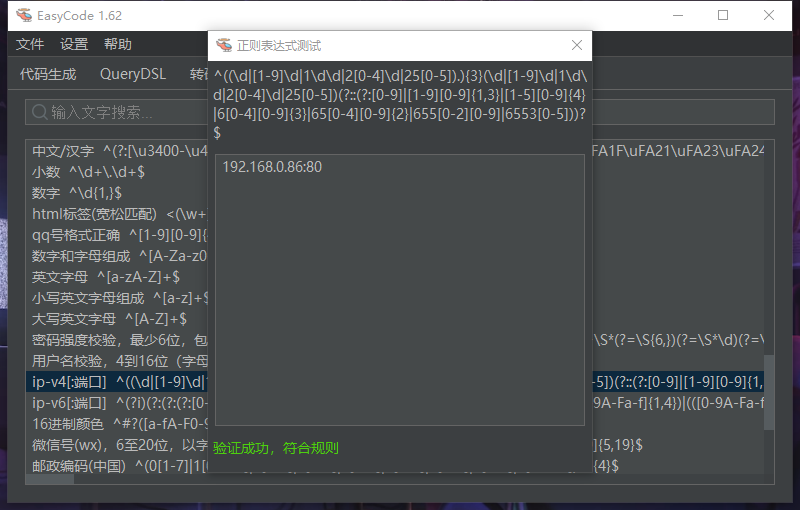 EasyCode 1.62
文件 设置 帮助
代码生成 QueryDSL 转
输入文字搜索...
中文/汉字 ^(?:[\u3400-\u4
FA1F\uFA21\uFA23\uFA24
小数 ^\d+\.\d+$
数字 ^\d{1,}$
html标签(宽松匹配) <(\w+
qq号格式正确 ^[1-9][0-9]{
数字和字母组成 ^[A-Za-z0
英文字母 ^[a-zA-Z]+$
小写英文字母组成 ^[a-z]+$
大写英文字母 ^[A-Z]+$
密码强度校验，最少6位，包
\S*(?=\S{6,})(?=\S*\d)(?=\
用户名校验，4到16位（字母
ip-v4[:端口] ^((\d|[1-9]\d|1
-5])(?::(?:[0-9]|[1-9][0-9]{1,
ip-v6[:端口] ^(?i)(?:(?:(?:[0
9A-Fa-f]{1,4})|(([0-9A-Fa-f
16进制颜色 ^#?([a-fA-F0-9
微信号(wx)，6至20位，以字
]{5,19}$
邮政编码(中国) ^(0[1-7]|1[0
{4}$
正则表达式测试
^((\d|[1-9]\d|1\d\d|2[0-4]\d|25[0-5]).){3}(\d|[1-9]\d|1\d\
d|2[0-4]\d|25[0-5])(?::(?:[0-9]|[1-9][0-9]{1,3}|[1-5][0-9]{4}
|6[0-4][0-9]{3}|65[0-4][0-9]{2}|655[0-2][0-9]|6553[0-5]))?
$
192.168.0.86:80
验证成功，符合规则